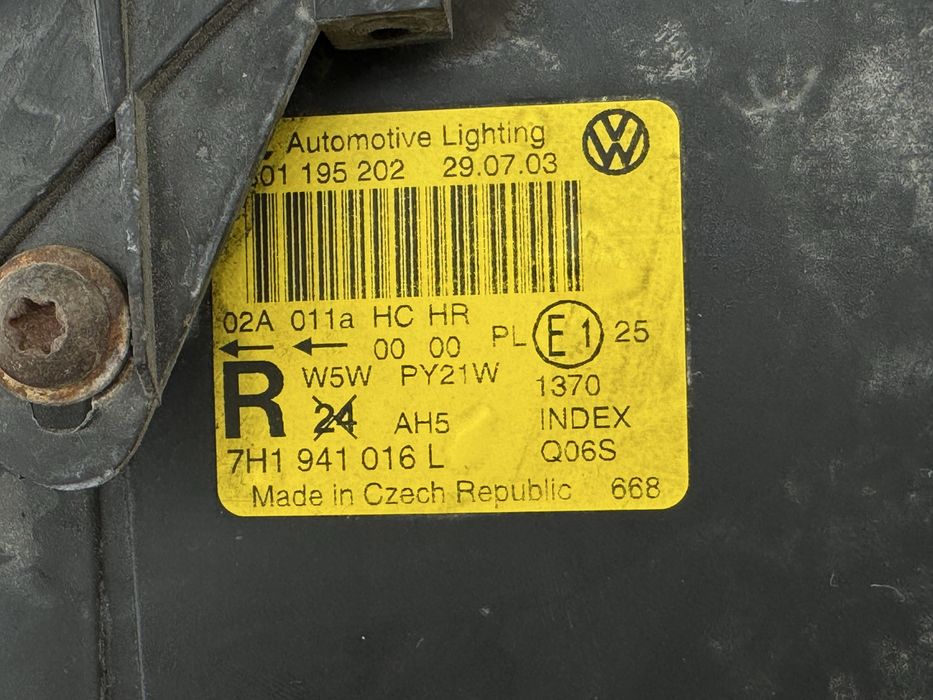 Automotive Lighting
VW
01 195 202 29.07.03
02A 011a HC HR
00 00
PL E1 25
R W5W PY21W 1370
24 AH5 INDEX
7H1 941 016 L Q06S
Made in Czech Republic 668